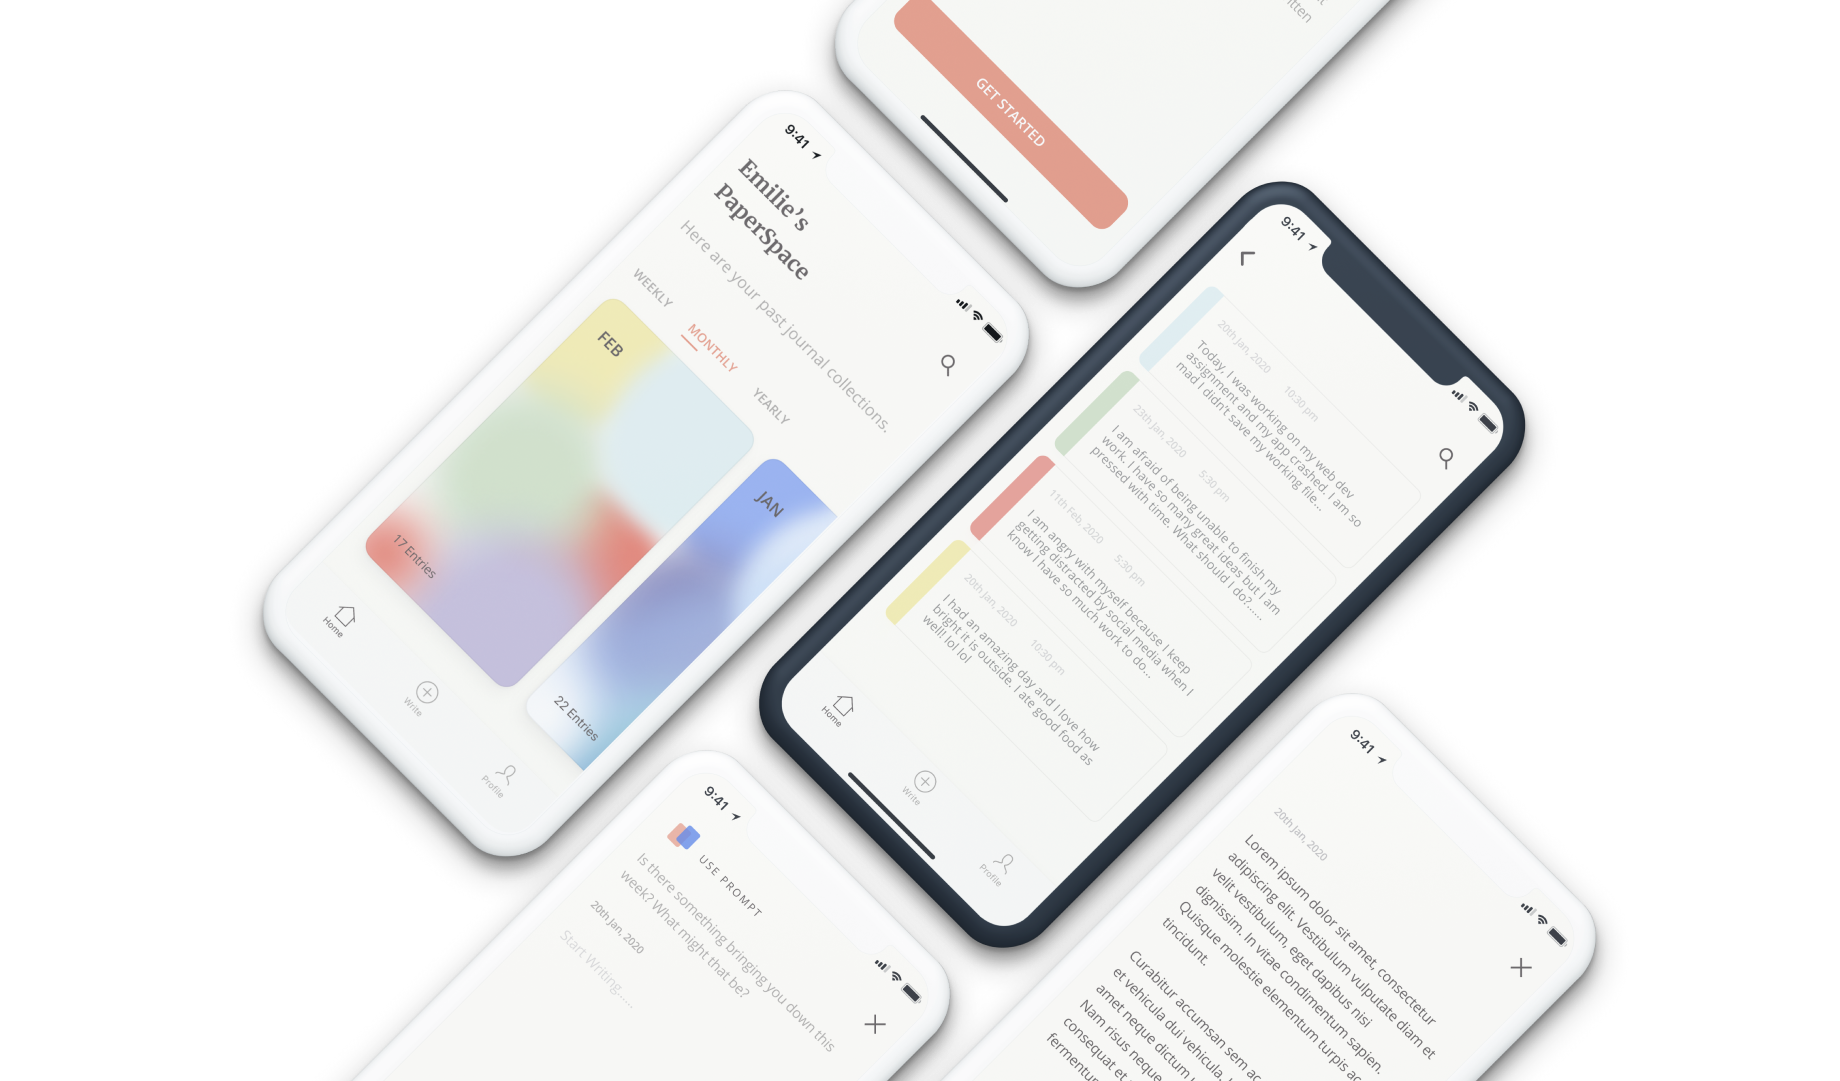 itten
GET STARTED
9:41
Emilie's
PaperSpace
Here are your past journal collections.
WEEKLY
MONTHLY
YEARLY
FEB
17 Entries
JAN
22 Entries
Home
Write
Profile
9:41
20th Jan, 2020
10:30 pm
Today, I was working on my web dev
assignment and my app crashed. I am so
mad I didn't save my working file...
23th Jan, 2020
5:30 pm
I am afraid of being unable to finish my
work. I have so many great ideas but I am
pressed with time. What should I do?......
11th Feb, 2020
5:30 pm
I am angry with myself because I keep
getting distracted by social media when I
know I have so much work to do...
20th Jan, 2020
10:30 pm
I had an amazing day and I love how
bright it is outside. I ate good food as
well! lol lol
Home
Write
Profile
9:41
USE PROMPT
Is there something bringing you down this
week? What might that be?
20th Jan, 2020
Start Writing......
9:41
20th Jan, 2020
Lorem ipsum dolor sit amet, consectetur
adipiscing elit. Vestibulum vulputate diam et
velit vestibulum, eget dapibus nisi
dignissim. In vitae condimentum sapien.
Quisque molestie elementum turpis ac
tincidunt.
Curabitur accumsan sem ac
et vehicula dui vehicula,
amet neque dictum
Nam risus neque
consequat et
fermentu